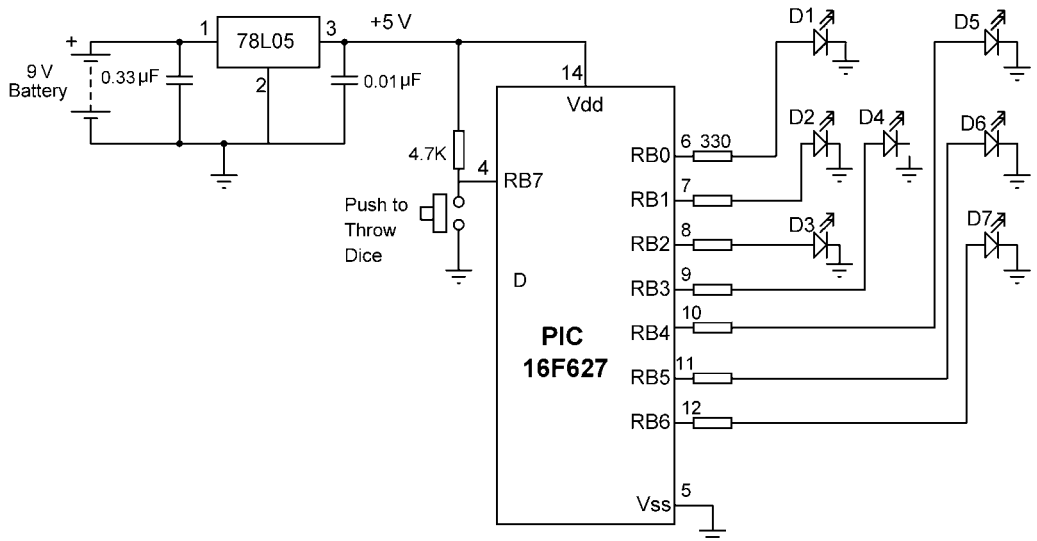 D1
D5
1
78L05
3
+5 V
+
9 V
Battery
0.33 µF
2
0.01 µF
14
Vdd
D2
D4
D6
4.7K
4
RB7
RB0
6
330
Push to
Throw
Dice
RB1
7
RB2
8
D3
D7
D
RB3
9
RB4
10
PIC
16F627
RB5
11
RB6
12
Vss
5